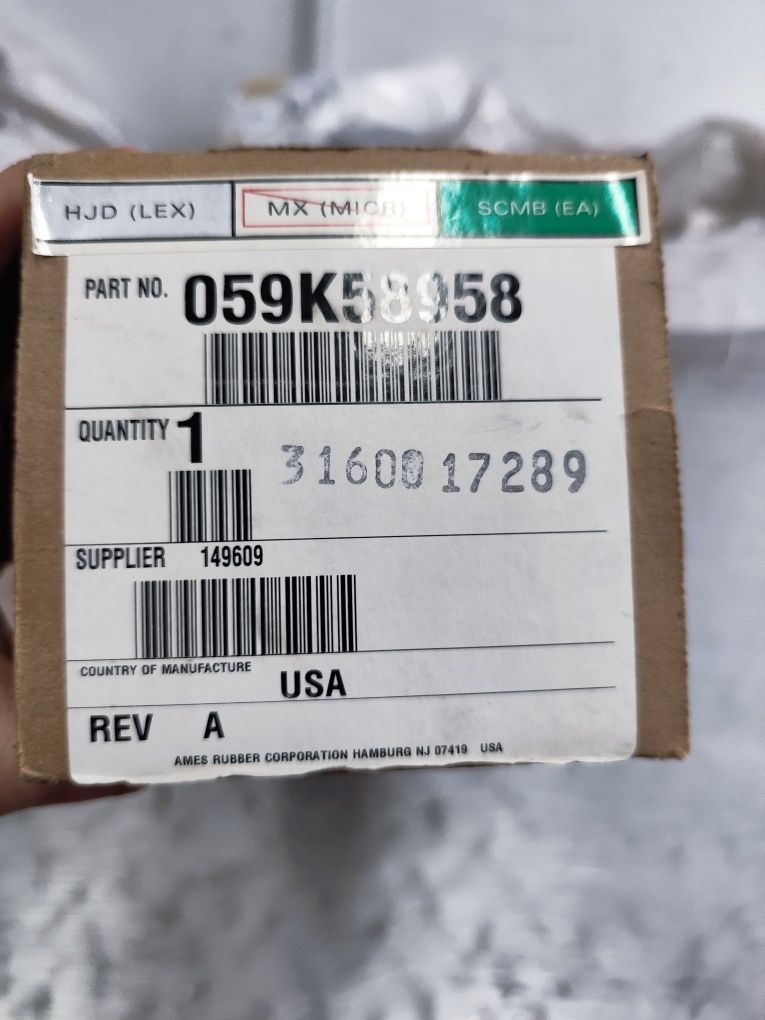 HJD (LEX) MX (MICR) SCMB (EA)
PART NO. 059K58958
QUANTITY 1
31600 17289
SUPPLIER 149609
COUNTRY OF MANUFACTURE
USA
REV A
AMES RUBBER CORPORATION HAMBURG NJ 07419 USA